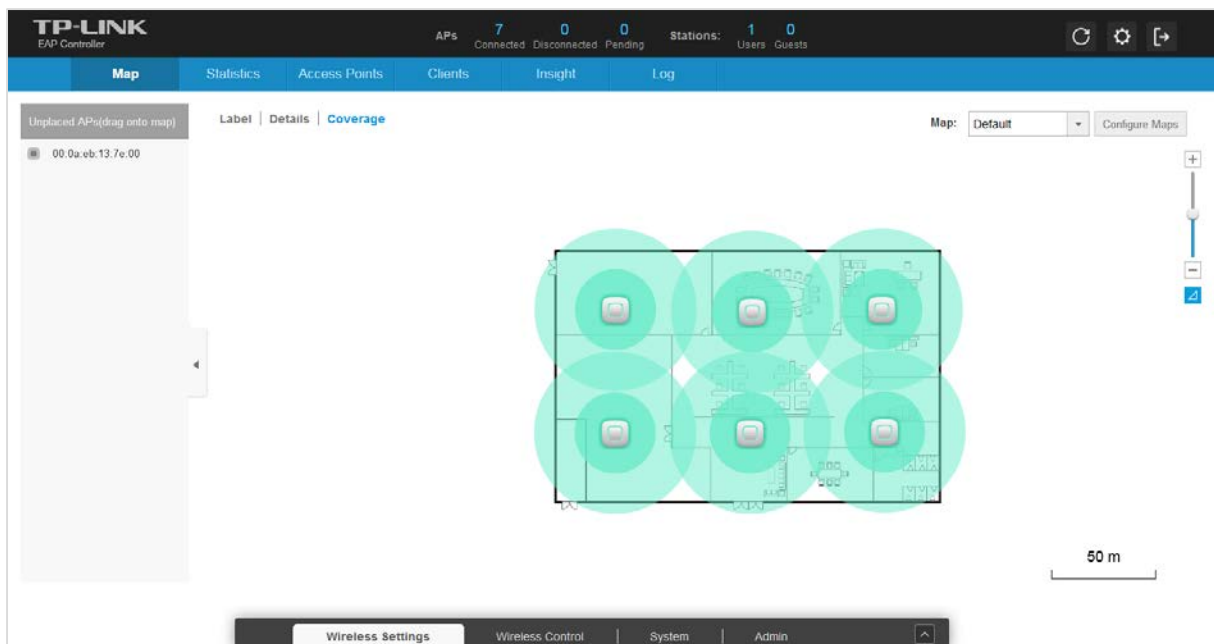 TP-LINK
EAP Controller
APs 7 Connected 0 Disconnected 0 Pending Stations: 1 Users 0 Guests
Map Statistics Access Points Clients Insight Log
Unplaced APs(drag onto map)
00:0a:eb:13:7e:00
Label | Details | Coverage
Map: Default Configure Maps
50 m
Wireless Settings Wireless Control | System | Admin